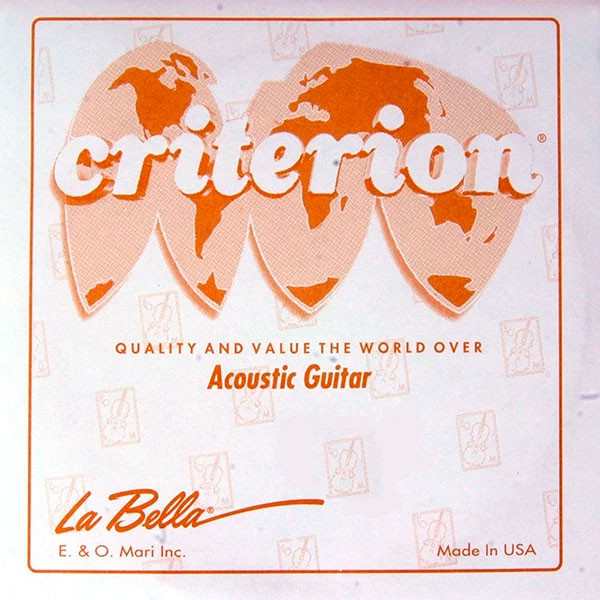 criterion®
QUALITY AND VALUE THE WORLD OVER
Acoustic Guitar
La Bella®
E. & O. Mari Inc.
Made In USA